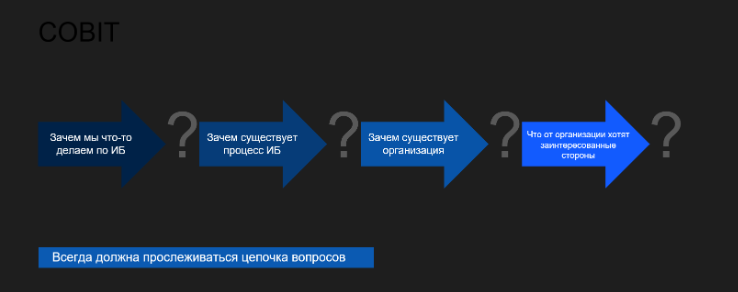 COBIT
Зачем мы что-то
делаем по ИБ
?
Зачем существует
процесс ИБ
?
Зачем существует
организация
?
Что от организации хотят
заинтересованные
стороны
?
Всегда должна прослеживаться цепочка вопросов